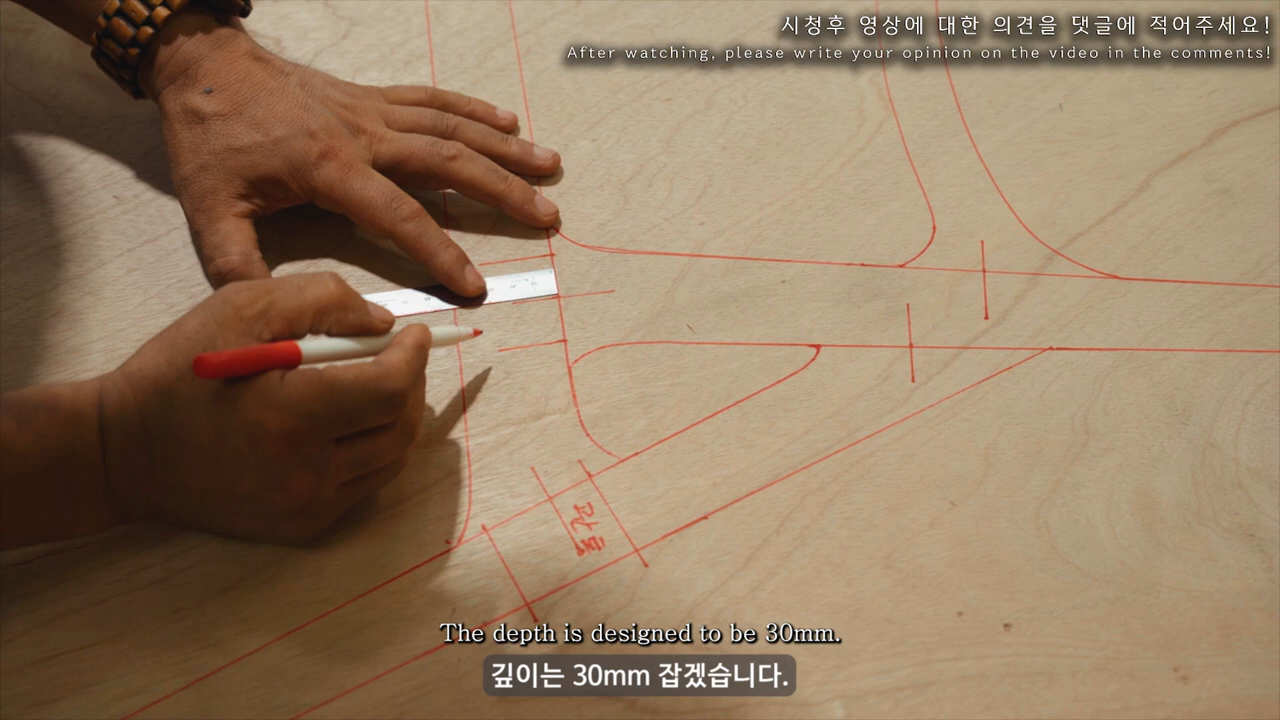 시청후 영상에 대한 의견을 댓글에 적어주세요!
After watching, please write your opinion on the video in the comments!
관통
The depth is designed to be 30mm.
깊이는 30mm 잡겠습니다.